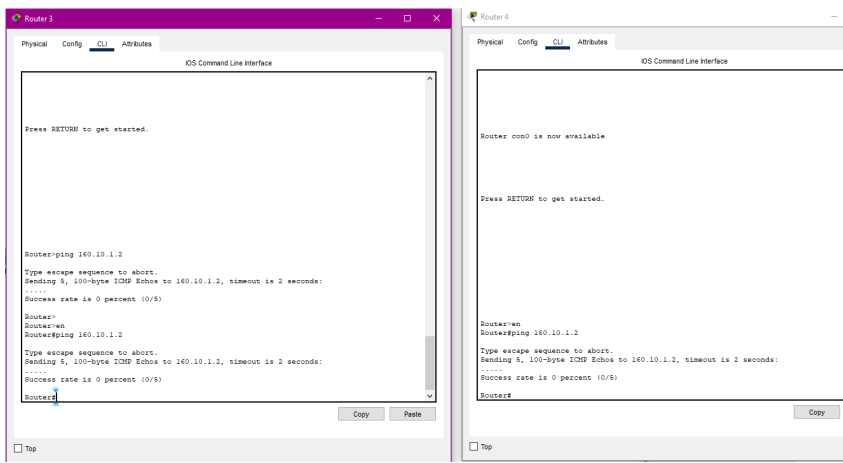 Router 3
Physical Config CLI Attributes
IOS Command Line Interface
Press RETURN to get started.
Router>ping 160.10.1.2
Type escape sequence to abort.
Sending 5, 100-byte ICMP Echos to 160.10.1.2, timeout is 2 seconds:
.....
Success rate is 0 percent (0/5)
Router>
Router>en
Router#ping 160.10.1.2
Type escape sequence to abort.
Sending 5, 100-byte ICMP Echos to 160.10.1.2, timeout is 2 seconds:
.....
Success rate is 0 percent (0/5)
Router#
Copy Paste
Top
Router 4
Physical Config CLI Attributes
IOS Command Line Interface
Router con0 is now available
Press RETURN to get started.
Router>en
Router#ping 160.10.1.2
Type escape sequence to abort.
Sending 5, 100-byte ICMP Echos to 160.10.1.2, timeout is 2 seconds:
.....
Success rate is 0 percent (0/5)
Router#
Copy
Top